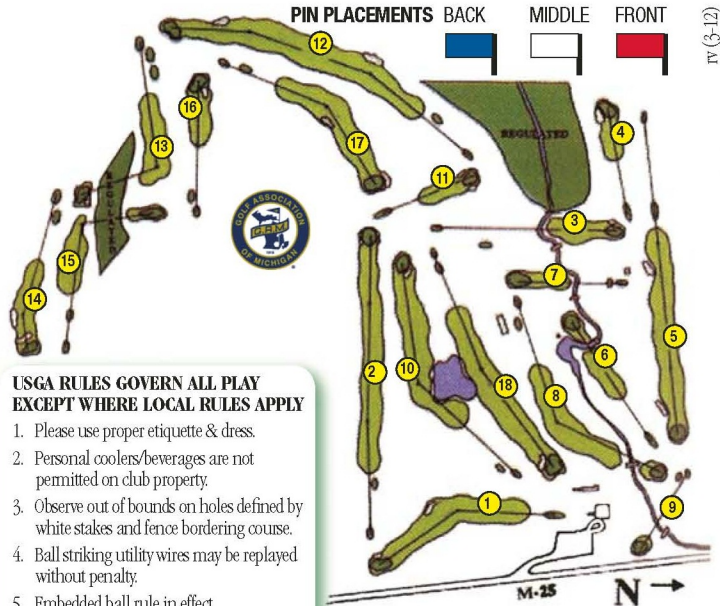 PIN PLACEMENTS BACK MIDDLE FRONT
rv (3-12)
12
16
13
17
4
REGULATED
11
REGULATED
3
GOLF ASSOCIATION
G.A.M.
OF MICHIGAN
15
7
14
5
2
10
6
18
8
1
9
M-25
N
USGA RULES GOVERN ALL PLAY
EXCEPT WHERE LOCAL RULES APPLY
1. Please use proper etiquette & dress.
2. Personal coolers/beverages are not
permitted on club property.
3. Observe out of bounds on holes defined by
white stakes and fence bordering course.
4. Ball striking utility wires may be replayed
without penalty.
5. Embedded ball rule in effect